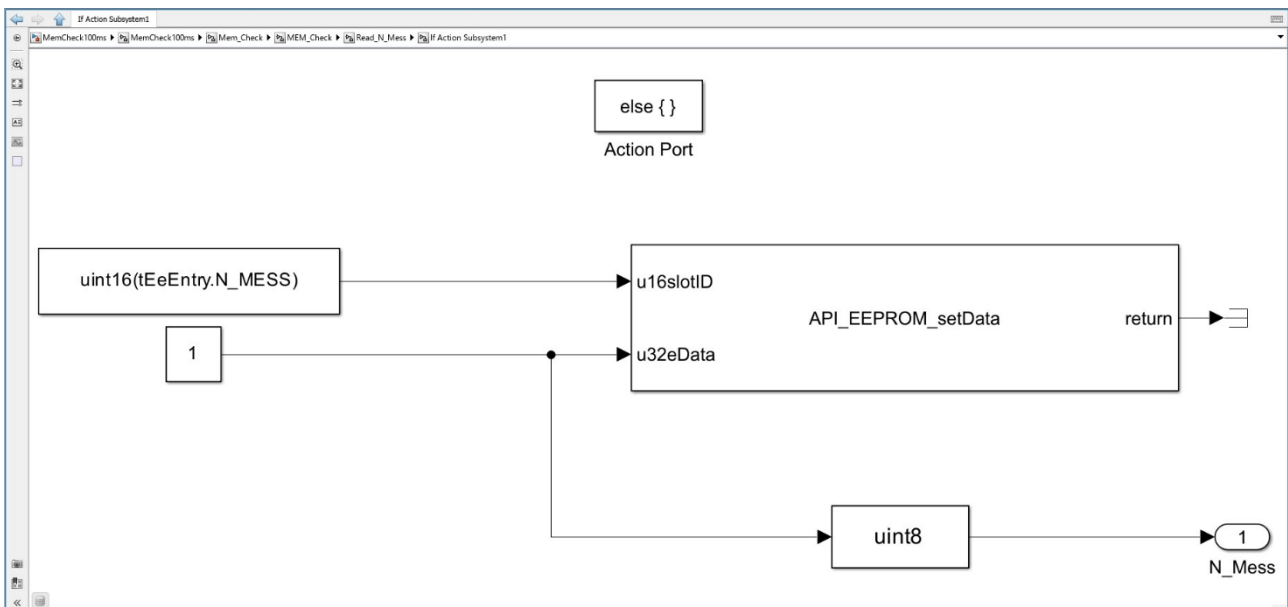 If Action Subsystem1
MemCheck100ms MemCheck100ms Mem_Check MEM_Check Read_N_Mess If Action Subsystem1
else { }
Action Port
uint16(tEeEntry.N_MESS)
u16slotID
API_EEPROM_setData
return
1
u32eData
uint8
1
N_Mess